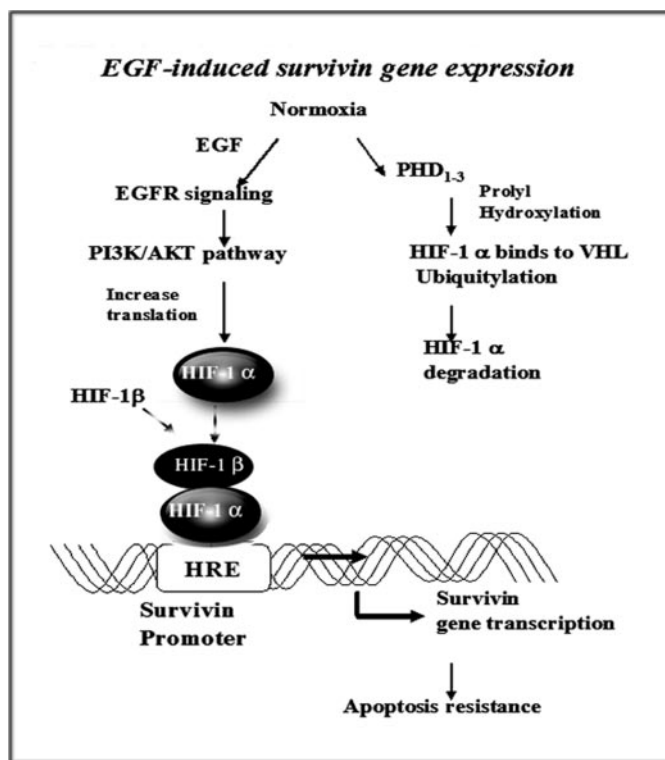 EGF-induced survivin gene expression
Normoxia
EGF
EGFR signaling
PI3K/AKT pathway
Increase
translation
HIF-1 α
HIF-1β
HIF-1 β
HIF-1 α
HRE
Survivin
Promoter
PHD1-3
Prolyl
Hydroxylation
HIF-1 α binds to VHL
Ubiquitylation
HIF-1 α
degradation
Survivin
gene transcription
Apoptosis resistance